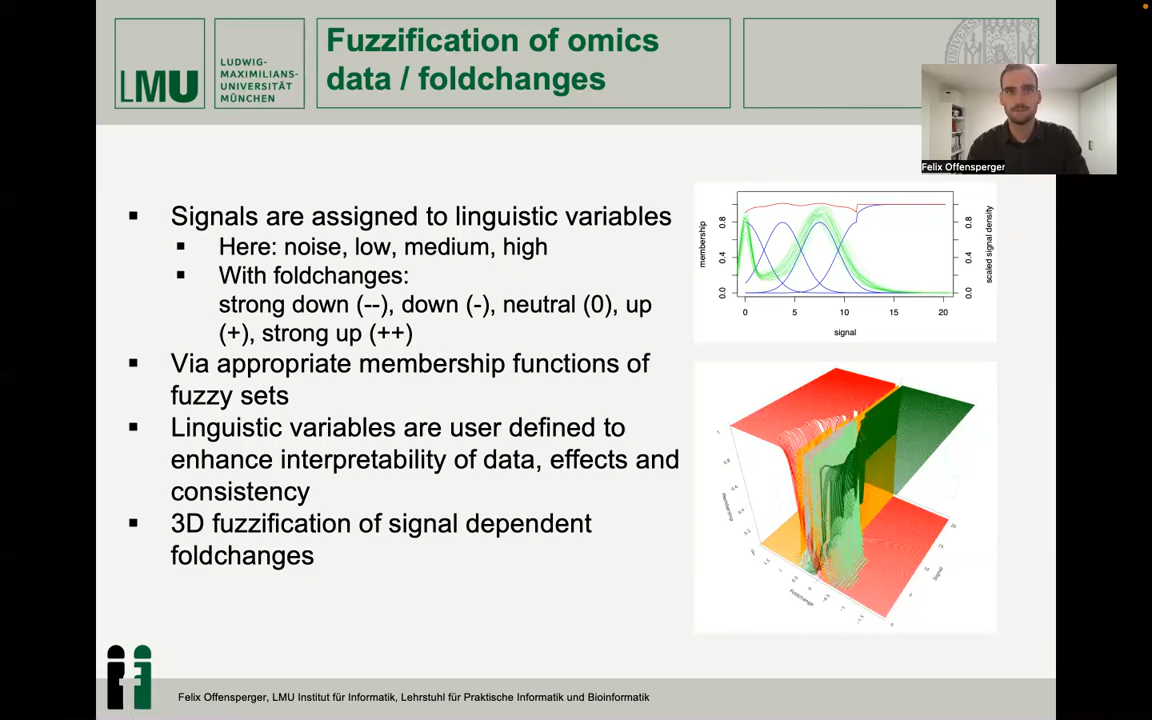 LMU
LUDWIG-
MAXIMILIANS-
UNIVERSITÄT
MÜNCHEN
Fuzzification of omics
data / foldchanges
Felix Offensperger
▪ Signals are assigned to linguistic variables
▪ Here: noise, low, medium, high
▪ With foldchanges:
strong down (--), down (-), neutral (0), up
(+), strong up (++)
▪ Via appropriate membership functions of
fuzzy sets
▪ Linguistic variables are user defined to
enhance interpretability of data, effects and
consistency
▪ 3D fuzzification of signal dependent
foldchanges
membership
0.0 0.4 0.8
0 5 10 15 20
signal
0.0 0.4 0.8
scaled signal density
Membership
Foldchange
Signal
Felix Offensperger, LMU Institut für Informatik, Lehrstuhl für Praktische Informatik und Bioinformatik